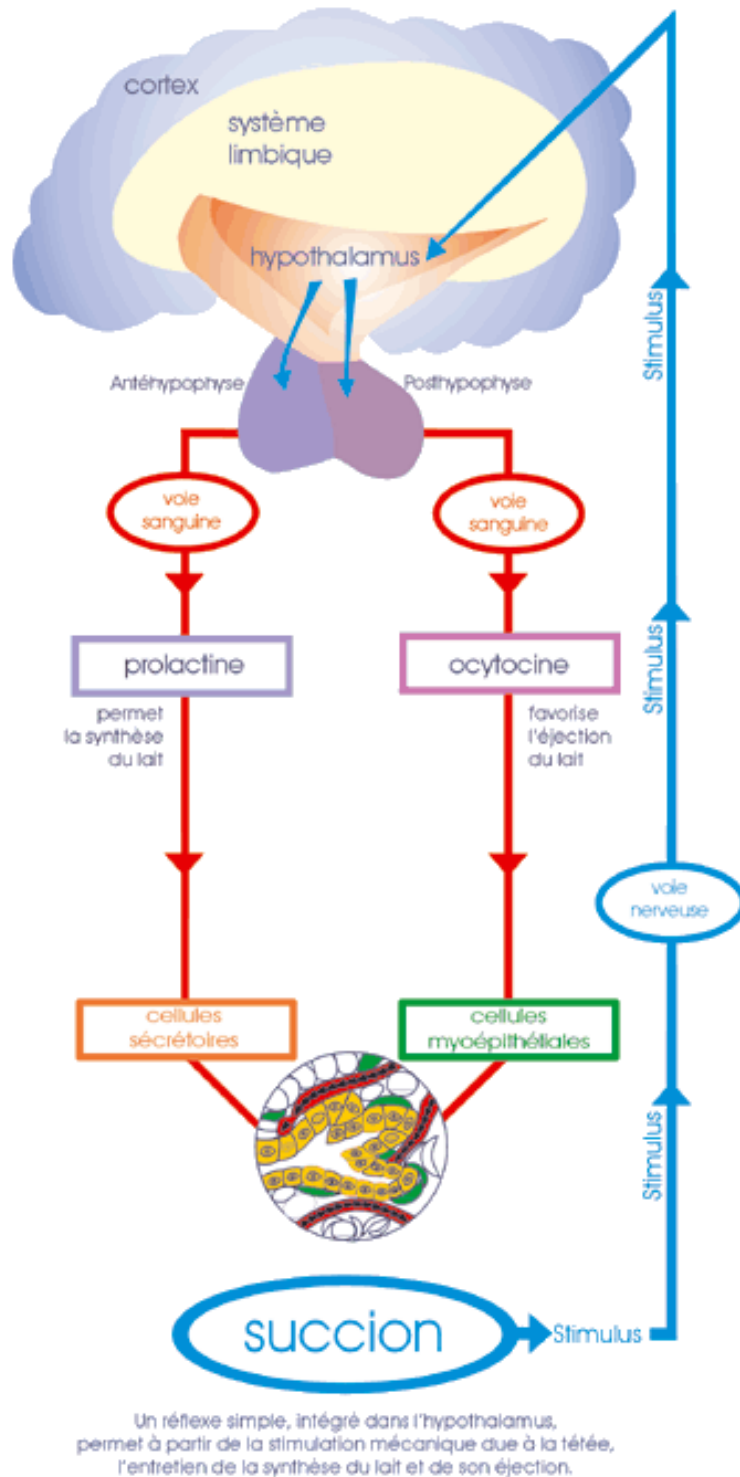 cortex
système
limbique
hypothalamus
Antéhypophyse
Posthypophyse
Stimulus
voie
sanguine
voie
sanguine
prolactine
ocytocine
Stimulus
permet
la synthèse
du lait
favorise
l'éjection
du lait
voie
nerveuse
cellules
sécrétoires
cellules
myoépithéliales
Stimulus
succion
Stimulus
Un réflexe simple, intégré dans l'hypothalamus,
permet à partir de la stimulation mécanique due à la tétée,
l'entretien de la synthèse du lait et de son éjection.